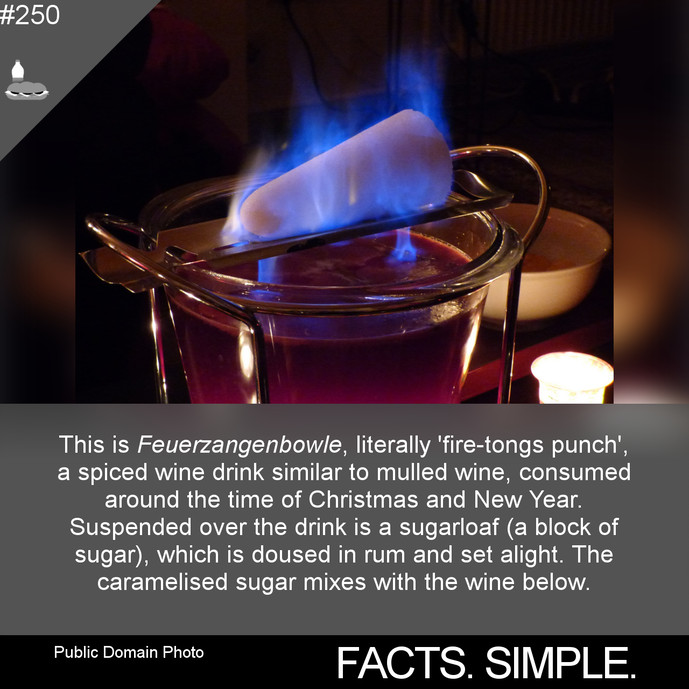 #250
This is Feuerzangenbowle, literally 'fire-tongs punch',
a spiced wine drink similar to mulled wine, consumed
around the time of Christmas and New Year.
Suspended over the drink is a sugarloaf (a block of
sugar), which is doused in rum and set alight. The
caramelised sugar mixes with the wine below.
Public Domain Photo
FACTS. SIMPLE.